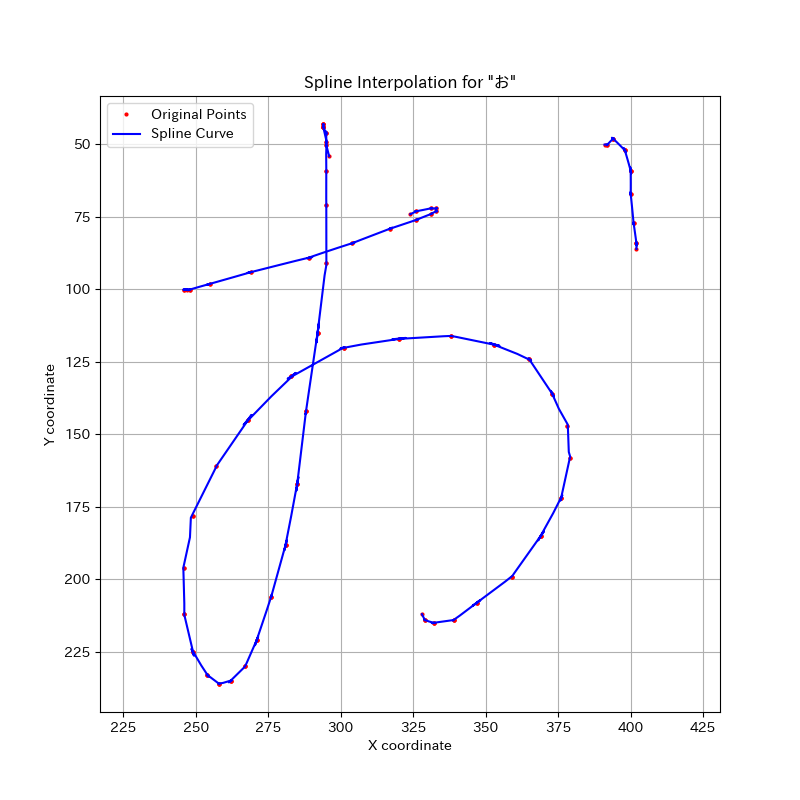 Spline Interpolation for "お"
Original Points
Spline Curve
50
75
100
125
150
175
200
225
Y coordinate
お
225
250
275
300
325
350
375
400
425
X coordinate